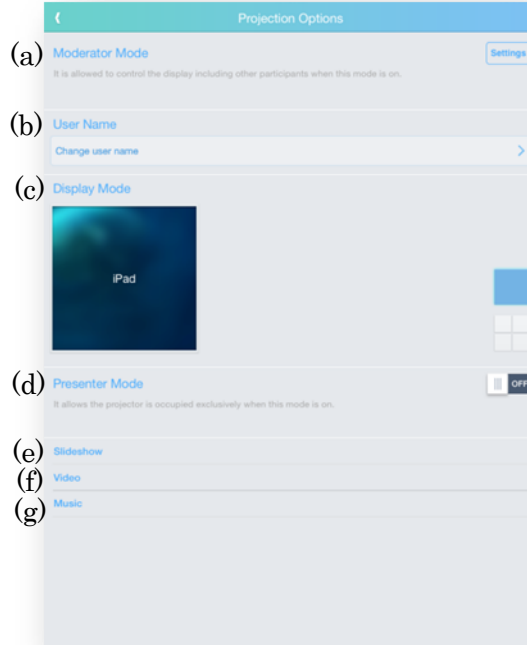 Projection Options
(a) Moderator Mode
Settings
It is allowed to control the display including other participants when this mode is on.
(b) User Name
Change user name
(c) Display Mode
iPad
(d) Presenter Mode
OFF
It allows the projector is occupied exclusively when this mode is on.
(e) Slideshow
(f) Video
(g) Music